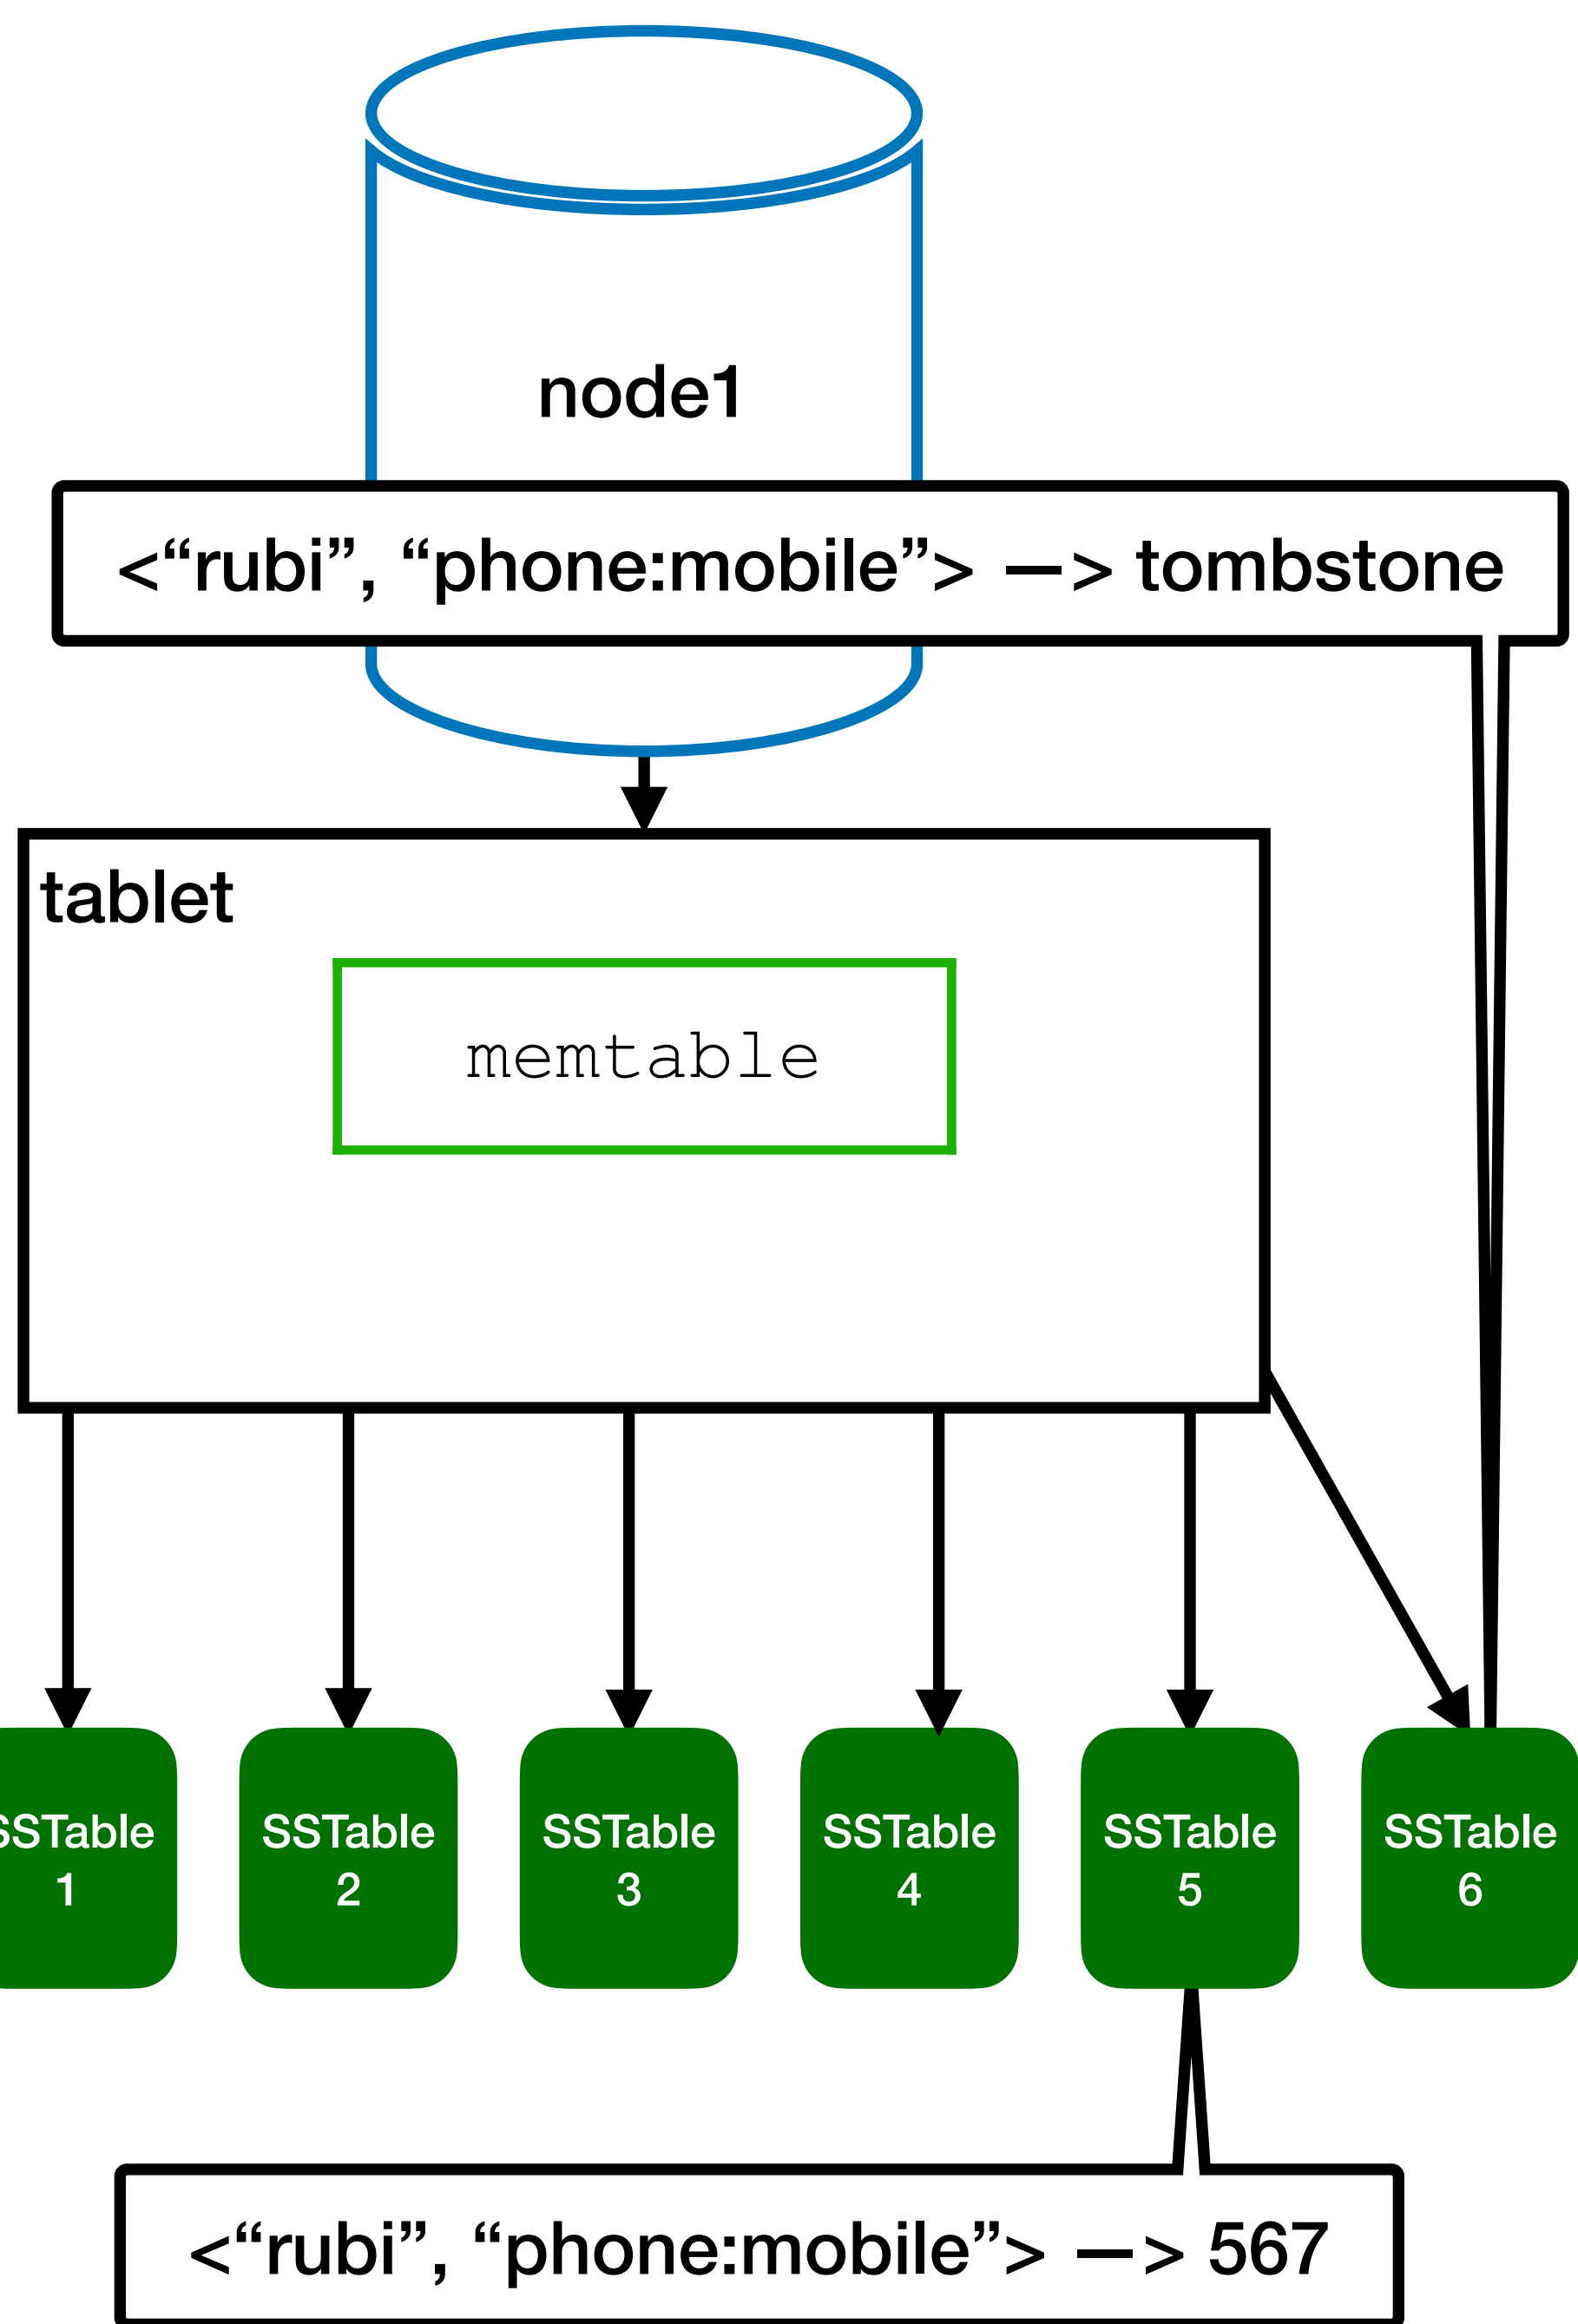 node1
<“rubi”, “phone:mobile”> —> tombstone
tablet
memtable
SSTable
1
SSTable
2
SSTable
3
SSTable
4
SSTable
5
SSTable
6
<“rubi”, “phone:mobile”> —> 567